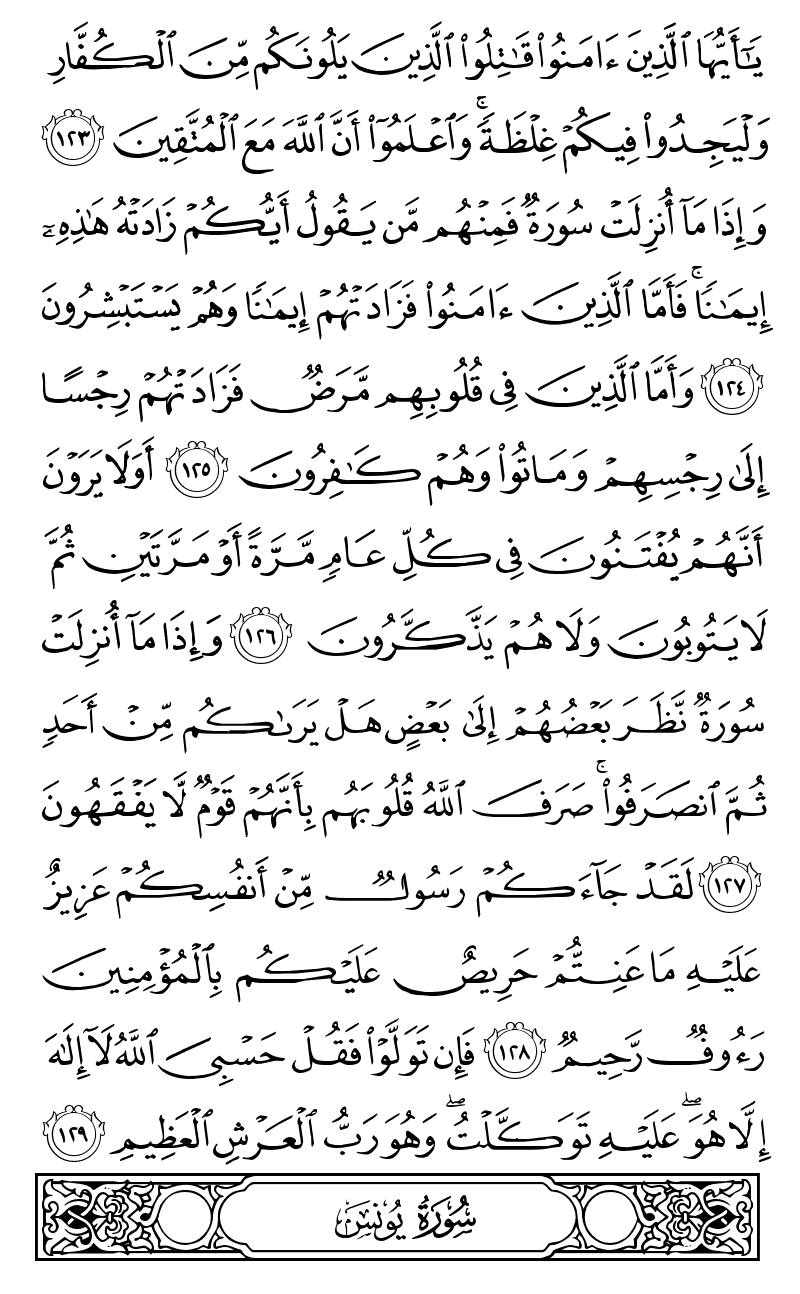 يَٰٓأَيُّهَا ٱلَّذِينَ ءَامَنُوا۟ قَٰتِلُوا۟ ٱلَّذِينَ يَلُونَكُم مِّنَ ٱلْكُفَّارِ
وَلْيَجِدُوا۟ فِيكُمْ غِلْظَةً ۚ وَٱعْلَمُوٓا۟ أَنَّ ٱللَّهَ مَعَ ٱلْمُتَّقِينَ ١٢٣
وَإِذَا مَآ أُنزِلَتْ سُورَةٌ فَمِنْهُم مَّن يَقُولُ أَيُّكُمْ زَادَتْهُ هَٰذِهِۦٓ
إِيمَٰنًا ۚ فَأَمَّا ٱلَّذِينَ ءَامَنُوا۟ فَزَادَتْهُمْ إِيمَٰنًا وَهُمْ يَسْتَبْشِرُونَ
١٢٤ وَأَمَّا ٱلَّذِينَ فِى قُلُوبِهِم مَّرَضٌ فَزَادَتْهُمْ رِجْسًا
إِلَىٰ رِجْسِهِمْ وَمَاتُوا۟ وَهُمْ كَٰفِرُونَ ١٢٥ أَوَلَا يَرَوْنَ
أَنَّهُمْ يُفْتَنُونَ فِى كُلِّ عَامٍ مَّرَّةً أَوْ مَرَّتَيْنِ ثُمَّ
لَا يَتُوبُونَ وَلَا هُمْ يَذَّكَّرُونَ ١٢٦ وَإِذَا مَآ أُنزِلَتْ
سُورَةٌ نَّظَرَ بَعْضُهُمْ إِلَىٰ بَعْضٍ هَلْ يَرَىٰكُم مِّنْ أَحَدٍ
ثُمَّ ٱنصَرَفُوا۟ ۚ صَرَفَ ٱللَّهُ قُلُوبَهُم بِأَنَّهُمْ قَوْمٌ لَّا يَفْقَهُونَ
١٢٧ لَقَدْ جَآءَكُمْ رَسُولٌ مِّنْ أَنفُسِكُمْ عَزِيزٌ
عَلَيْهِ مَا عَنِتُّمْ حَرِيصٌ عَلَيْكُم بِٱلْمُؤْمِنِينَ
رَءُوفٌ رَّحِيمٌ ١٢٨ فَإِن تَوَلَّوْا۟ فَقُلْ حَسْبِىَ ٱللَّهُ لَآ إِلَٰهَ
إِلَّا هُوَ ۖ عَلَيْهِ تَوَكَّلْتُ ۖ وَهُوَ رَبُّ ٱلْعَرْشِ ٱلْعَظِيمِ ١٢٩
سُورَةُ يُونُسَ